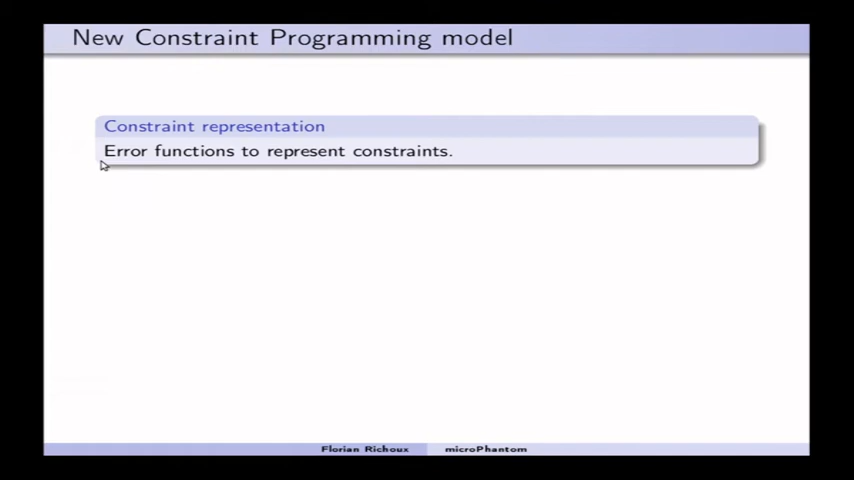 New Constraint Programming model
Constraint representation
Error functions to represent constraints.
Florian Richoux microPhantom